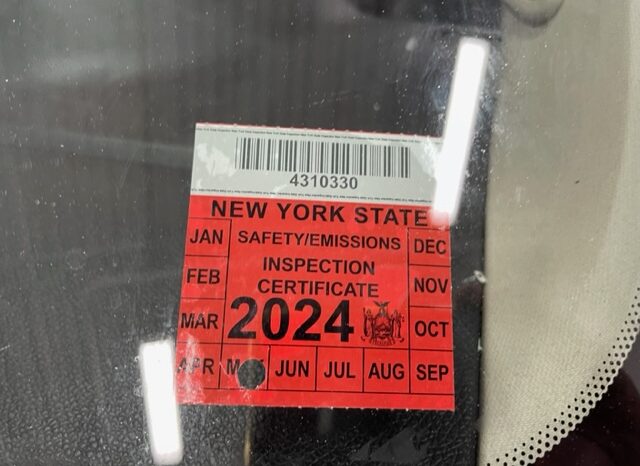 4310330
NEW YORK STATE
JAN SAFETY/EMISSIONS DEC
FEB INSPECTION NOV
CERTIFICATE
MAR 2024 OCT
APR JUN JUL AUG SEP